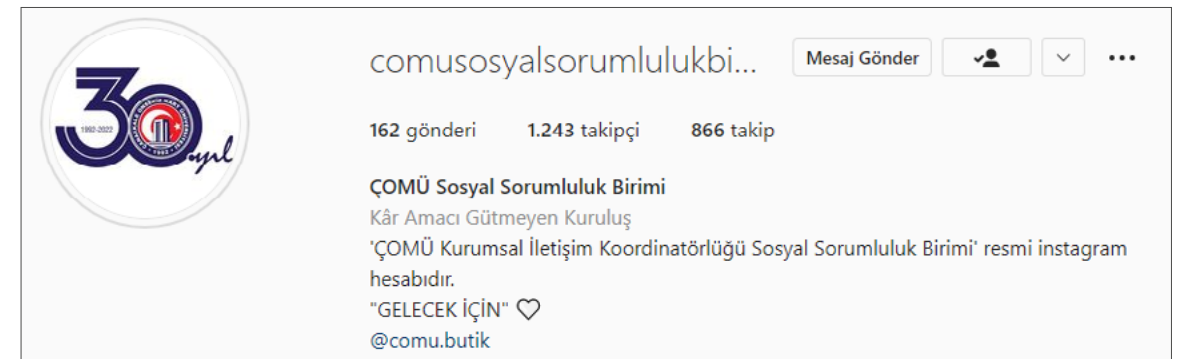 comusosyalsorumlulukbi... Mesaj Gönder
162 gönderi 1.243 takipçi 866 takip
30.yıl
1992-2022
ÇOMÜ Sosyal Sorumluluk Birimi
Kâr Amacı Gütmeyen Kuruluş
'ÇOMÜ Kurumsal İletişim Koordinatörlüğü Sosyal Sorumluluk Birimi' resmi instagram
hesabıdır.
"GELECEK İÇİN" ♡
@comu.butik